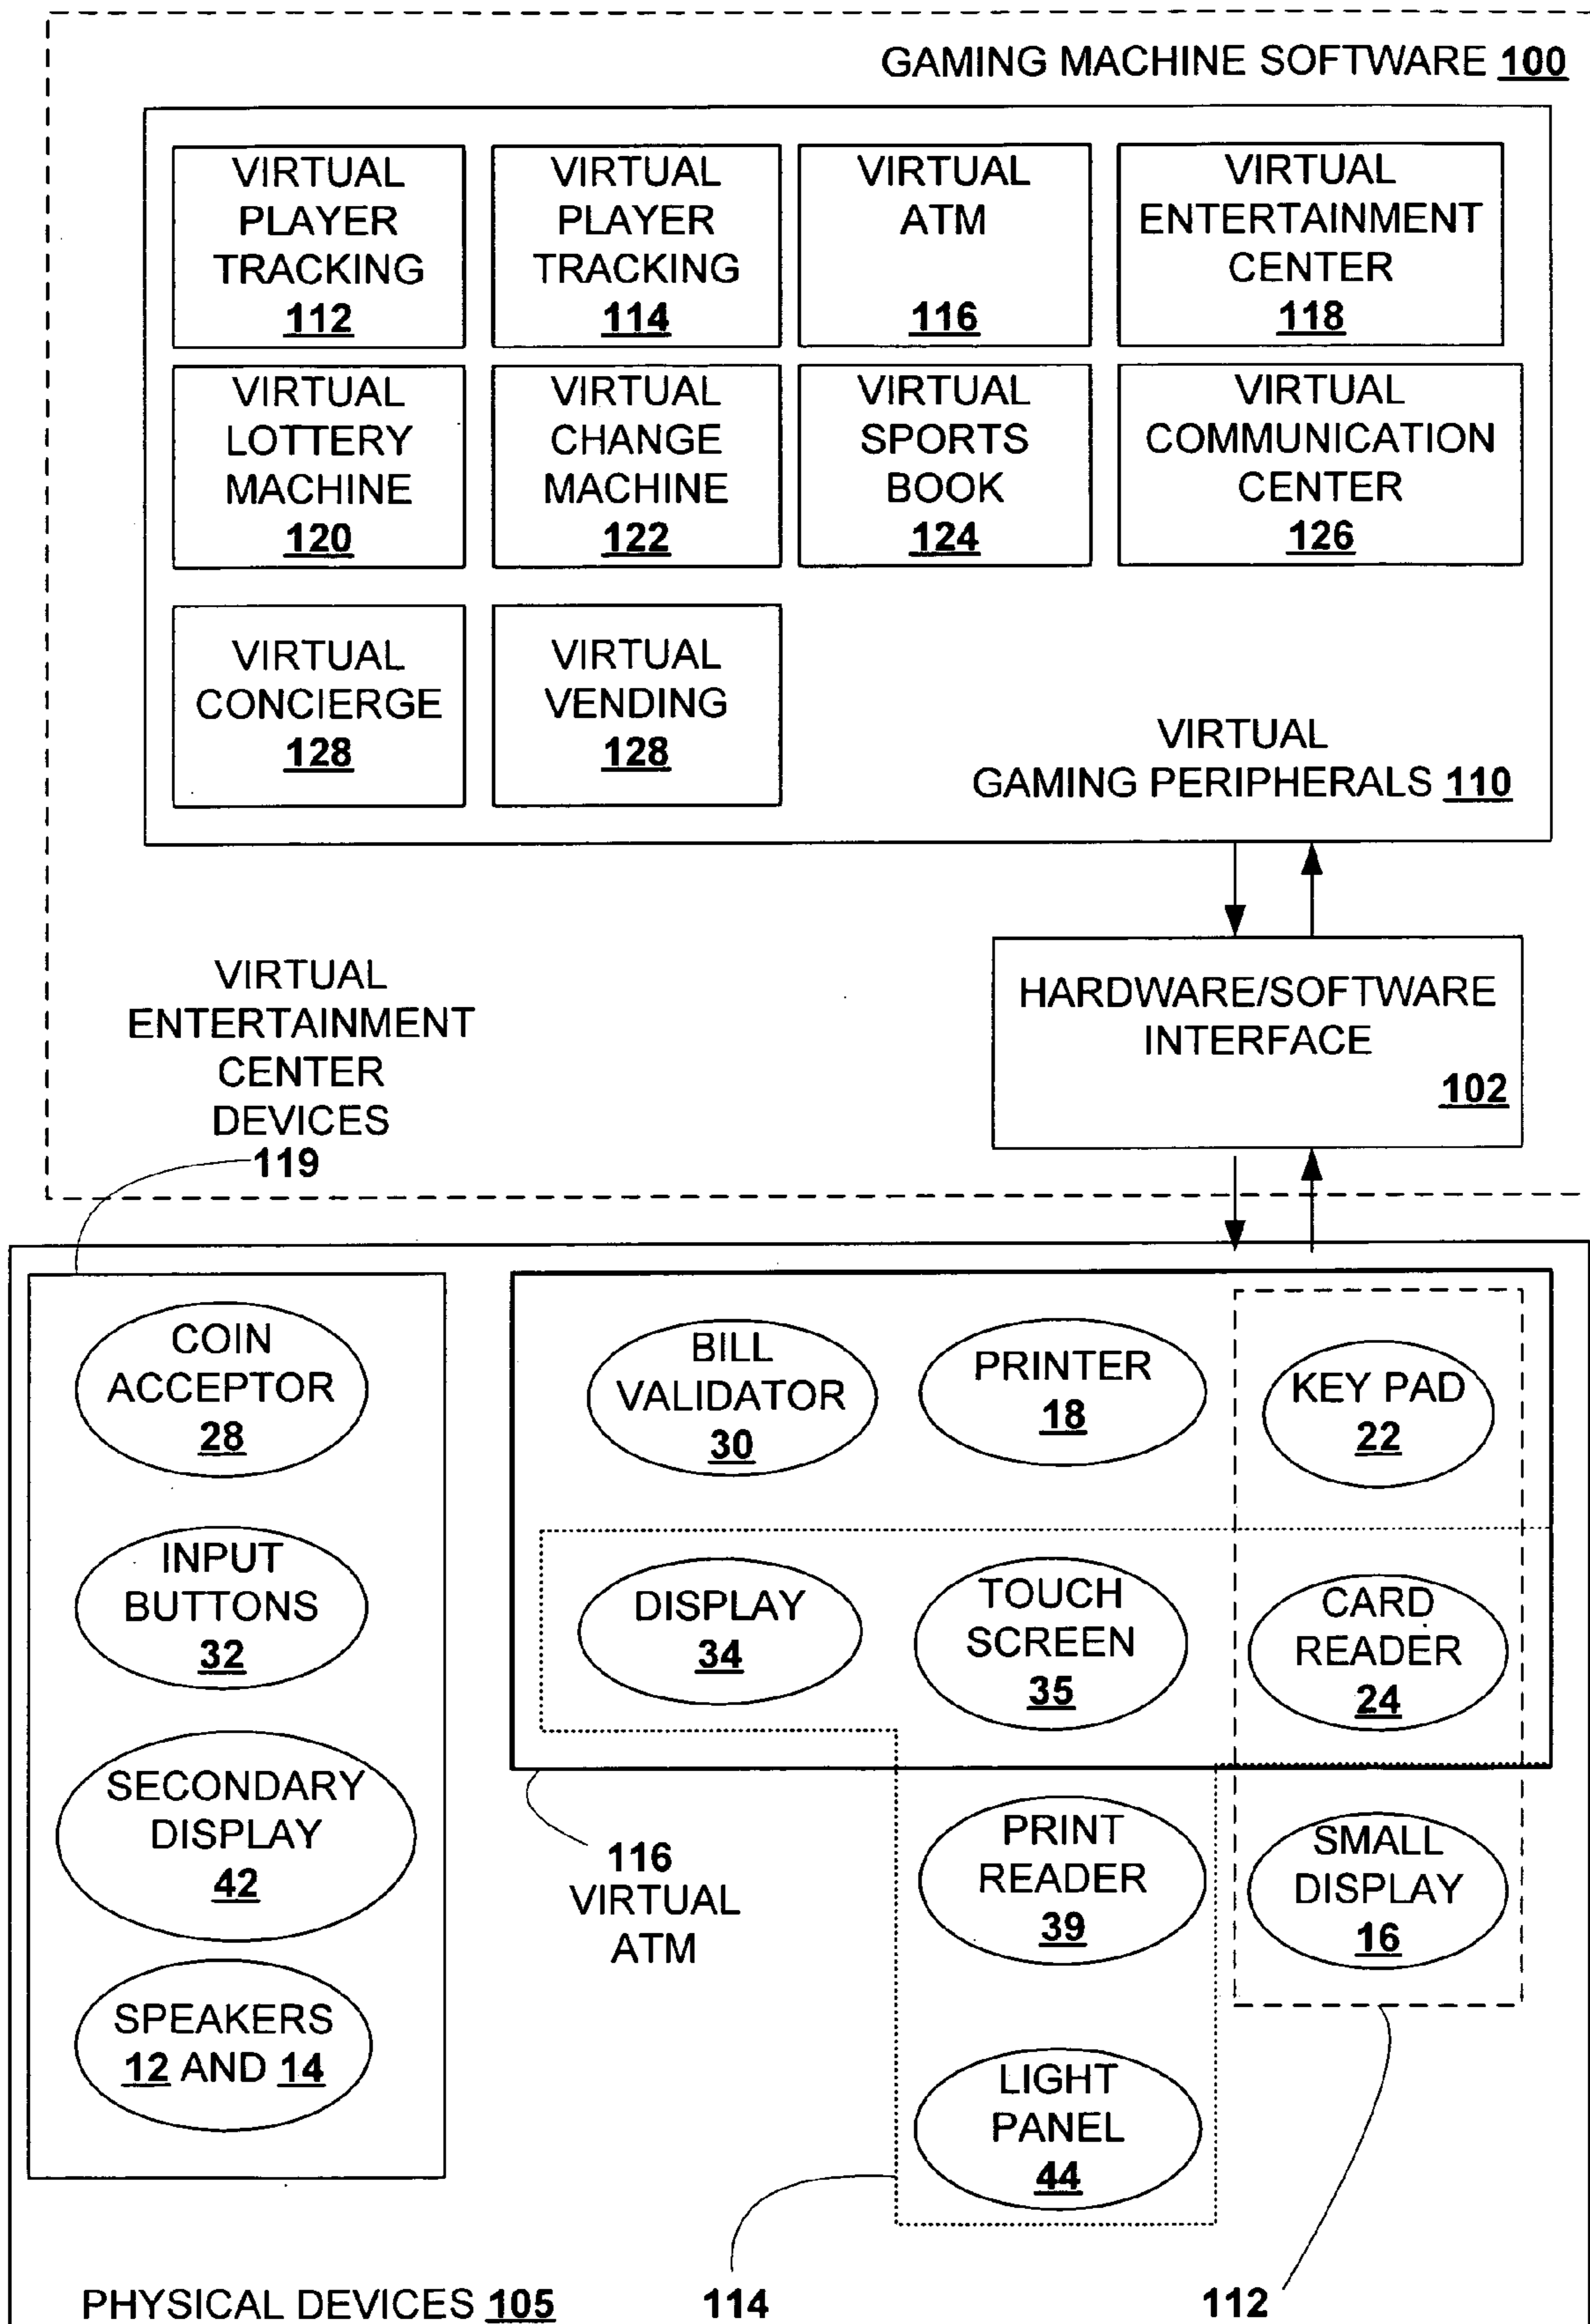 GAMING MACHINE SOFTWARE 100
VIRTUAL
PLAYER
TRACKING
112
VIRTUAL
PLAYER
TRACKING
114
VIRTUAL
ATM
116
VIRTUAL
ENTERTAINMENT
CENTER
118
VIRTUAL
LOTTERY
MACHINE
120
VIRTUAL
CHANGE
MACHINE
122
VIRTUAL
SPORTS
BOOK
124
VIRTUAL
COMMUNICATION
CENTER
126
VIRTUAL
CONCIERGE
128
VIRTUAL
VENDING
128
VIRTUAL
GAMING PERIPHERALS 110
HARDWARE/SOFTWARE
INTERFACE
102
VIRTUAL
ENTERTAINMENT
CENTER
DEVICES
119
COIN
ACCEPTOR
28
INPUT
BUTTONS
32
SECONDARY
DISPLAY
42
SPEAKERS
12 AND 14
BILL
VALIDATOR
30
PRINTER
18
KEY PAD
22
DISPLAY
34
TOUCH
SCREEN
35
CARD
READER
24
116
VIRTUAL
ATM
PRINT
READER
39
SMALL
DISPLAY
16
LIGHT
PANEL
44
PHYSICAL DEVICES 105
114
112